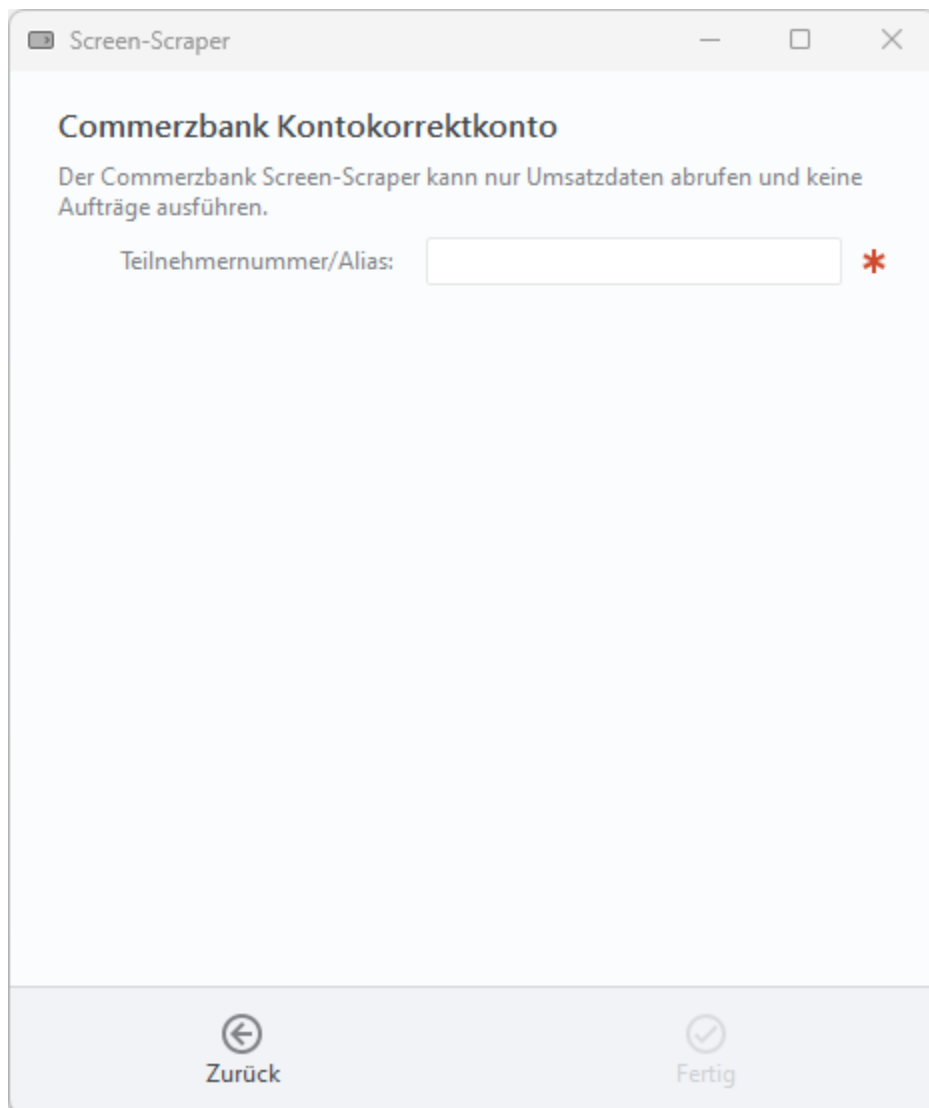 Screen-Scraper
Commerzbank Kontokorrektkonto
Der Commerzbank Screen-Scraper kann nur Umsatzdaten abrufen und keine
Aufträge ausführen.
Teilnehmernummer/Alias: *
Zurück
Fertig